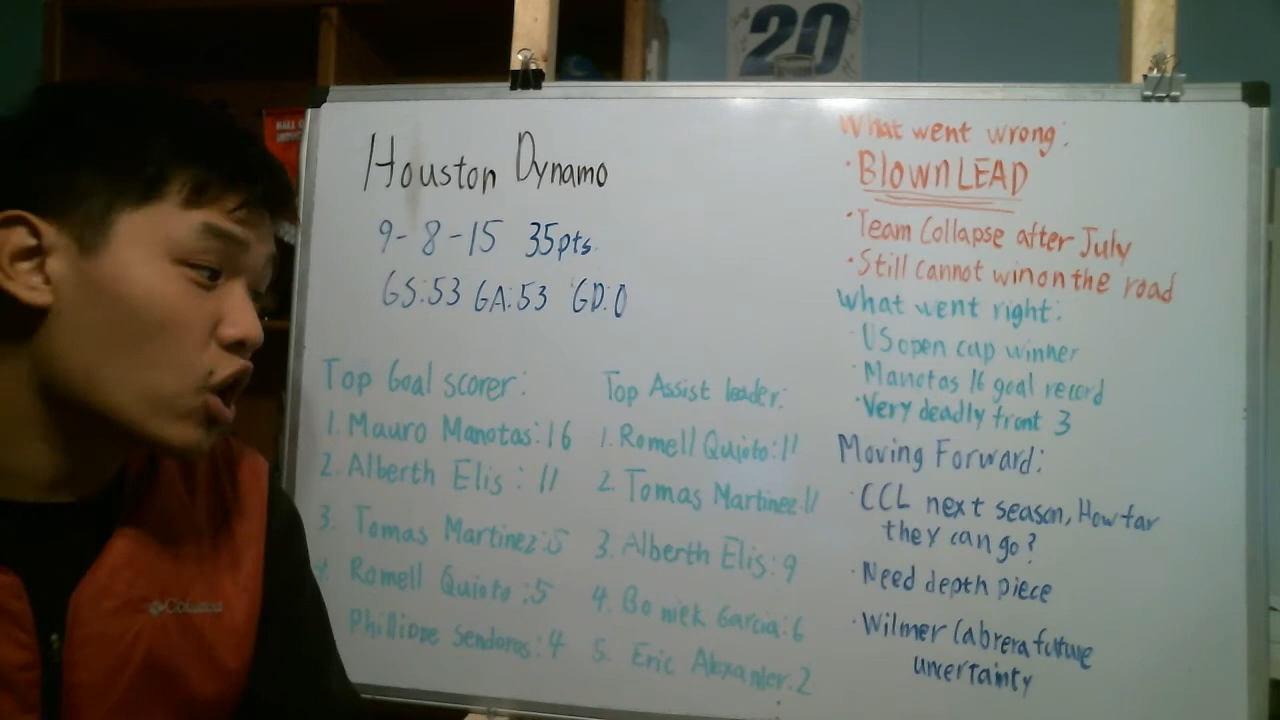 20
HALL O
Houston Dynamo
9-8-15 35pts.
GS:53 GA:53 GD:0
Top Goal scorer:
1. Mauro Manotas:16
2. Alberth Elis: 11
3. Tomas Martinez:5
4. Romell Quioto:5
Philippe Senderos:4
Top Assist leader:
1. Romell Quioto:11
2. Tomas Martinez 11
3. Alberth Elis:9
4. Boniek Garcia:6
5. Eric Alexander:2
What went wrong:
· Blown LEAD
· Team Collapse after July
· Still cannot win on the road
What went right:
· US open cup winner
· Manotas 16 goal record
· Very deadly front 3
Moving Forward:
· CCL next season, How far
they can go?
· Need depth piece
· Wilmer Cabrera future
uncertainty
Columbia